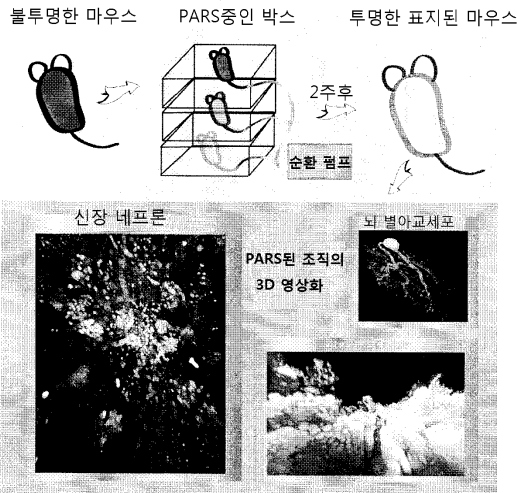 불투명한 마우스
PARS중인 박스
투명한 표지된 마우스
2주후
순환 펌프
신장 네프론
뇌 별아교세포
PARS된 조직의
3D 영상화